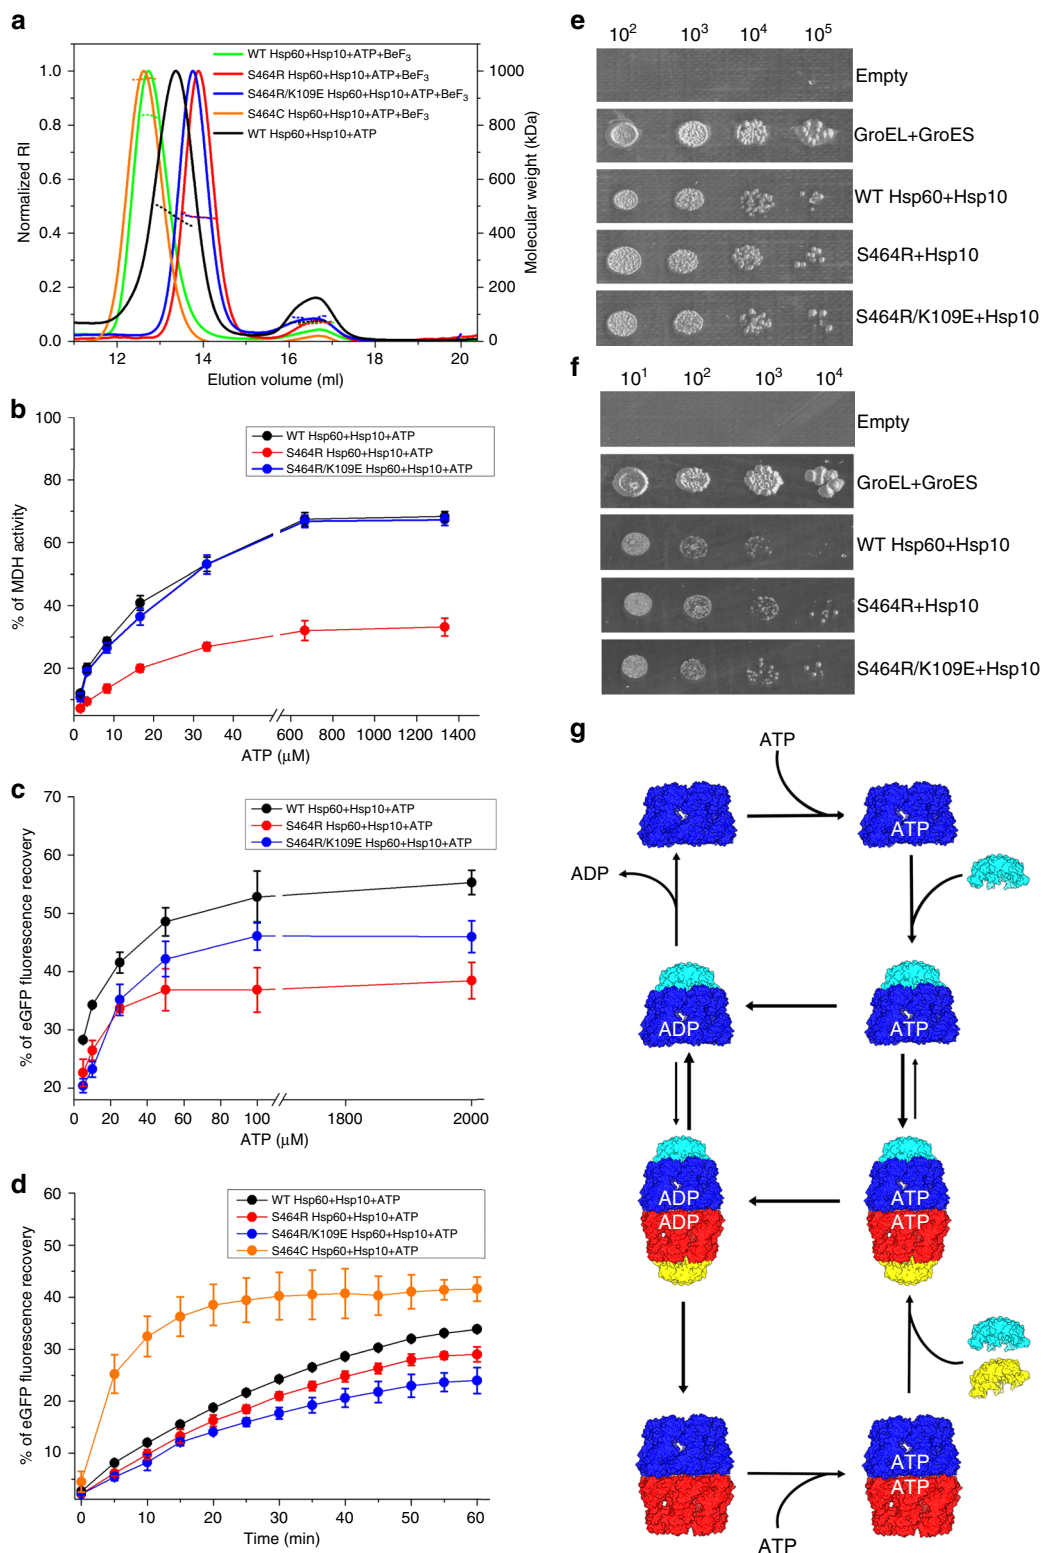 a
WT Hsp60+Hsp10+ATP+BeF3
S464R Hsp60+Hsp10+ATP+BeF3
S464R/K109E Hsp60+Hsp10+ATP+BeF3
S464C Hsp60+Hsp10+ATP+BeF3
WT Hsp60+Hsp10+ATP
Normalized RI
1.0
0.8
0.6
0.4
0.2
0.0
1000
800
600
400
200
0
Molecular weight (kDa)
12 14 16 18 20
Elution volume (ml)
b
WT Hsp60+Hsp10+ATP
S464R Hsp60+Hsp10+ATP
S464R/K109E Hsp60+Hsp10+ATP
% of MDH activity
100
80
60
40
20
0 10 20 30 40 600 800 1000 1200 1400
ATP (μM)
c
WT Hsp60+Hsp10+ATP
S464R Hsp60+Hsp10+ATP
S464R/K109E Hsp60+Hsp10+ATP
% of eGFP fluorescence recovery
70
60
50
40
30
20
0 20 40 60 80 100 1800 2000
ATP (μM)
d
WT Hsp60+Hsp10+ATP
S464R Hsp60+Hsp10+ATP
S464R/K109E Hsp60+Hsp10+ATP
S464C Hsp60+Hsp10+ATP
% of eGFP fluorescence recovery
60
50
40
30
20
10
0 10 20 30 40 50 60
Time (min)
e
10² 10³ 10⁴ 10⁵
Empty
GroEL+GroES
WT Hsp60+Hsp10
S464R+Hsp10
S464R/K109E+Hsp10
f
10¹ 10² 10³ 10⁴
Empty
GroEL+GroES
WT Hsp60+Hsp10
S464R+Hsp10
S464R/K109E+Hsp10
g
ATP
ATP
ADP
ADP
ATP
ADP
ADP
ATP
ATP
ATP
ATP
ATP